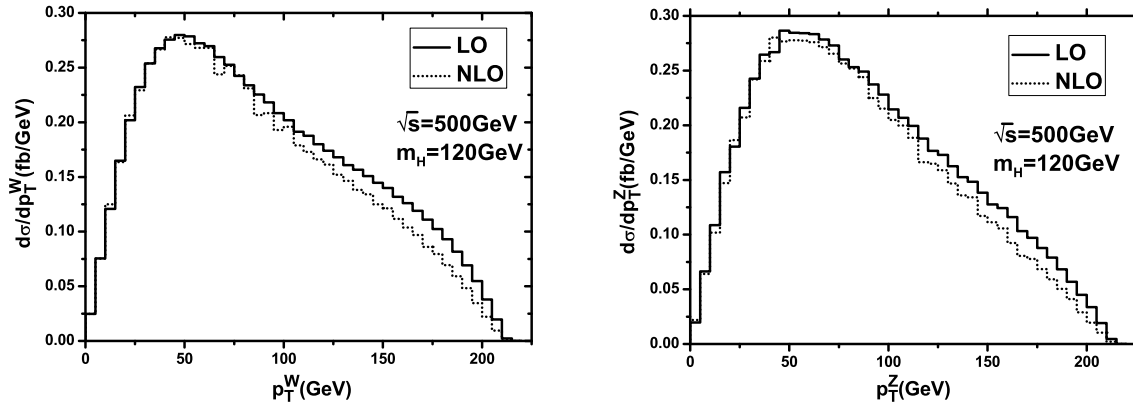 0.30
0.25
0.20
0.15
0.10
0.05
0.00
dσ/dp_T^W(fb/GeV)
LO
NLO
√s=500GeV
m_H=120GeV
0 50 100 150 200
p_T^W(GeV)
0.30
0.25
0.20
0.15
0.10
0.05
0.00
dσ/dp_T^Z(fb/GeV)
LO
NLO
√s=500GeV
m_H=120GeV
0 50 100 150 200
p_T^Z(GeV)